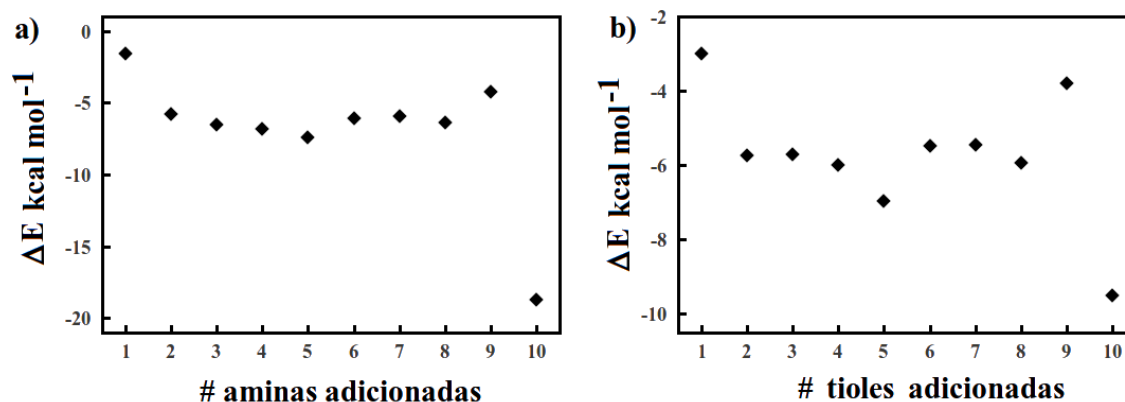 a)
ΔE kcal mol-1
0
-5
-10
-15
-20
1 2 3 4 5 6 7 8 9 10
# aminas adicionadas
b)
ΔE kcal mol-1
-2
-4
-6
-8
-10
1 2 3 4 5 6 7 8 9 10
# tioles adicionadas